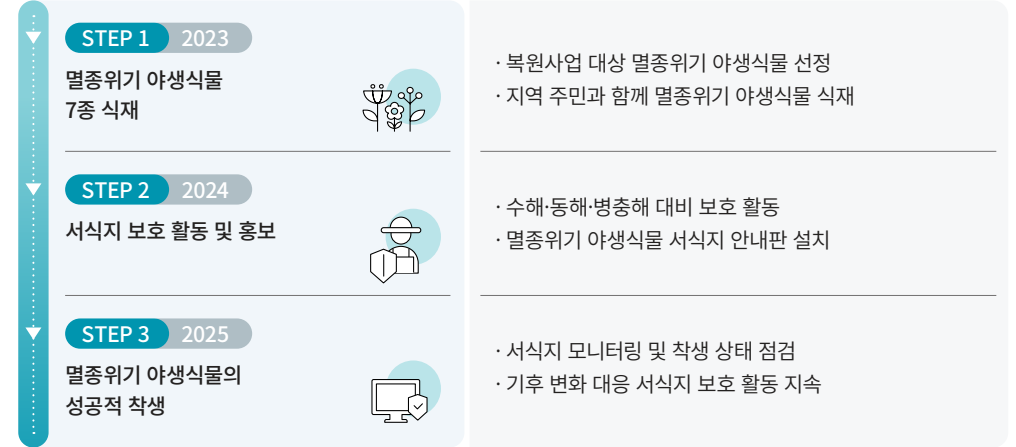 STEP 1 2023
멸종위기 야생식물
7종 식재
· 복원사업 대상 멸종위기 야생식물 선정
· 지역 주민과 함께 멸종위기 야생식물 식재
STEP 2 2024
서식지 보호 활동 및 홍보
· 수해·동해·병충해 대비 보호 활동
· 멸종위기 야생식물 서식지 안내판 설치
STEP 3 2025
멸종위기 야생식물의
성공적 착생
· 서식지 모니터링 및 착생 상태 점검
· 기후 변화 대응 서식지 보호 활동 지속